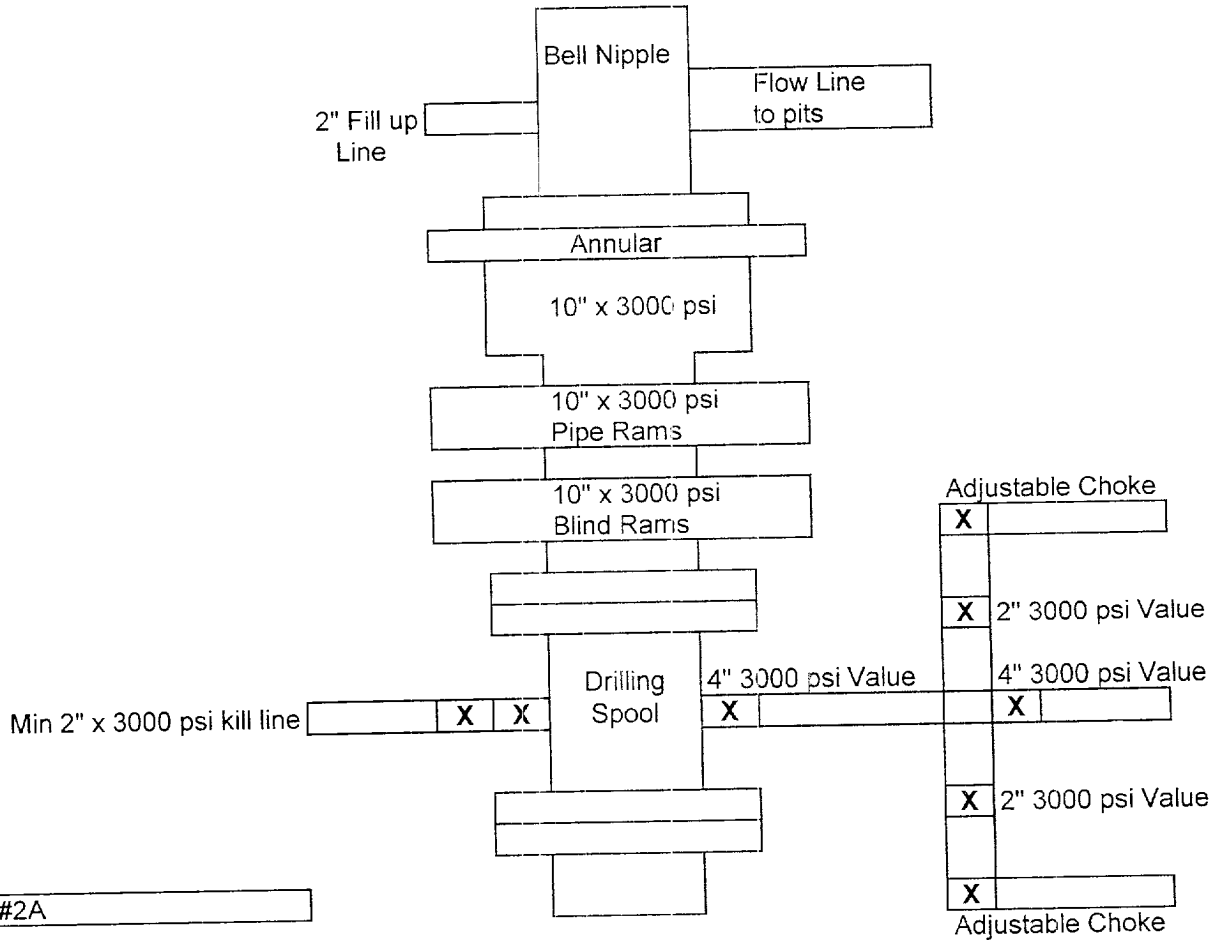 Bell Nipple
Flow Line
to pits
2" Fill up
Line
Annular
10" x 3000 psi
10" x 3000 psi
Pipe Rams
10" x 3000 psi
Blind Rams
Adjustable Choke
X
X 2" 3000 psi Value
Drilling
Spool
4" 3000 psi Value
4" 3000 psi Value
Min 2" x 3000 psi kill line
X X
X
X
X 2" 3000 psi Value
X
Adjustable Choke
#2A